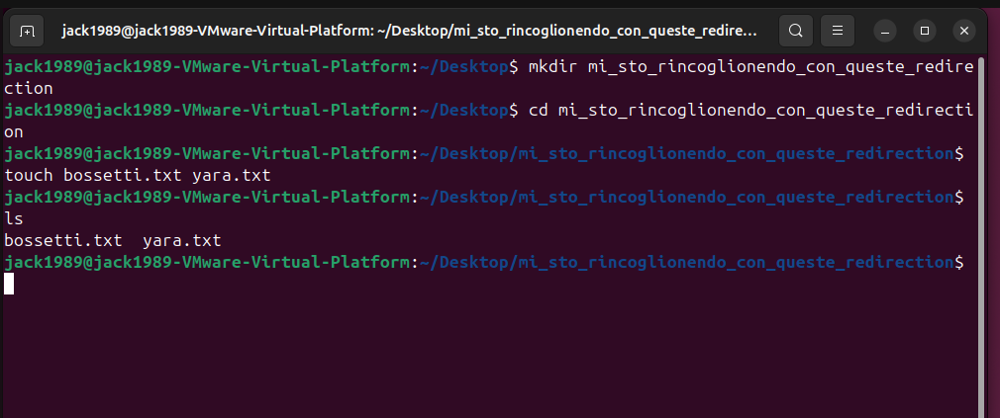 jack1989@jack1989-VMware-Virtual-Platform: ~/Desktop/mi_sto_rincoglionendo_con_queste_redire...
jack1989@jack1989-VMware-Virtual-Platform:~/Desktop$ mkdir mi_sto_rincoglionendo_con_queste_redire
ction
jack1989@jack1989-VMware-Virtual-Platform:~/Desktop$ cd mi_sto_rincoglionendo_con_queste_redirecti
on
jack1989@jack1989-VMware-Virtual-Platform:~/Desktop/mi_sto_rincoglionendo_con_queste_redirection$
touch bossetti.txt yara.txt
jack1989@jack1989-VMware-Virtual-Platform:~/Desktop/mi_sto_rincoglionendo_con_queste_redirection$
ls
bossetti.txt  yara.txt
jack1989@jack1989-VMware-Virtual-Platform:~/Desktop/mi_sto_rincoglionendo_con_queste_redirection$